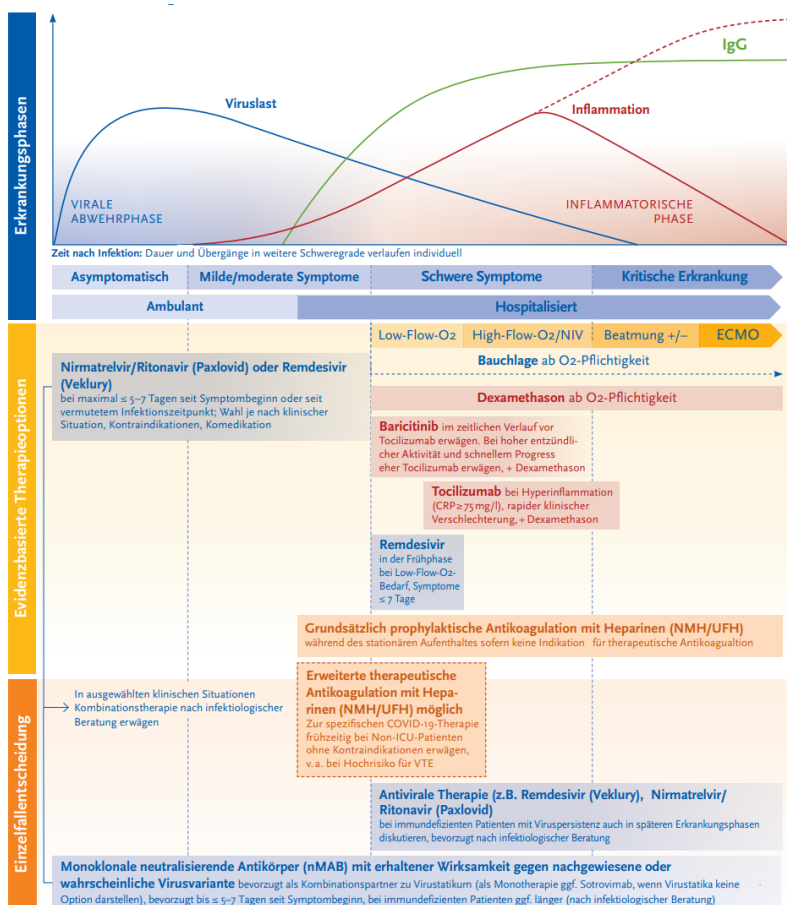 Erkrankungsphasen
IgG
Viruslast
Inflammation
VIRALE
ABWEHRPHASE
INFLAMMATORISCHE
PHASE
Zeit nach Infektion: Dauer und Übergänge in weitere Schweregrade verlaufen individuell
Asymptomatisch
Milde/moderate Symptome
Schwere Symptome
Kritische Erkrankung
Ambulant
Hospitalisiert
Evidenzbasierte Therapieoptionen
Low-Flow-O2
High-Flow-O2/NIV
Beatmung +/–
ECMO
Nirmatrelvir/Ritonavir (Paxlovid) oder Remdesivir
(Veklury)
bei maximal ≤ 5–7 Tagen seit Symptombeginn oder seit
vermutetem Infektionszeitpunkt; Wahl je nach klinischer
Situation, Kontraindikationen, Komedikation
Bauchlage ab O2-Pflichtigkeit
Dexamethason ab O2-Pflichtigkeit
Baricitinib im zeitlichen Verlauf vor
Tocilizumab erwägen. Bei hoher entzündli-
cher Aktivität und schnellem Progress
eher Tocilizumab erwägen, + Dexamethason
Tocilizumab bei Hyperinflammation
(CRP≥75mg/l), rapider klinischer
Verschlechterung, + Dexamethason
Remdesivir
in der Frühphase
bei Low-Flow-O2-
Bedarf, Symptome
≤ 7 Tage
Grundsätzlich prophylaktische Antikoagulation mit Heparinen (NMH/UFH)
während des stationären Aufenthaltes sofern keine Indikation für therapeutische Antikoagualtion
Einzelfallentscheidung
In ausgewählten klinischen Situationen
Kombinationstherapie nach infektiologischer
Beratung erwägen
Erweiterte therapeutische
Antikoagulation mit Hepa-
rinen (NMH/UFH) möglich
Zur spezifischen COVID-19-Therapie
frühzeitig bei Non-ICU-Patienten
ohne Kontraindikationen erwägen,
v. a. bei Hochrisiko für VTE
Antivirale Therapie (z.B. Remdesivir (Veklury), Nirmatrelvir/
Ritonavir (Paxlovid)
bei immundefizienten Patienten mit Viruspersistenz auch in späteren Erkrankungsphasen
diskutieren, bevorzugt nach infektiologischer Beratung
Monoklonale neutralisierende Antikörper (nMAB) mit erhaltener Wirksamkeit gegen nachgewiesene oder
wahrscheinliche Virusvariante bevorzugt als Kombinationspartner zu Virustatikum (als Monotherapie ggf. Sotrovimab, wenn Virustatika keine
Option darstellen), bevorzugt bis ≤ 5–7 Tagen seit Symptombeginn, bei immundefizienten Patienten ggf. länger (nach infektiologischer Beratung)